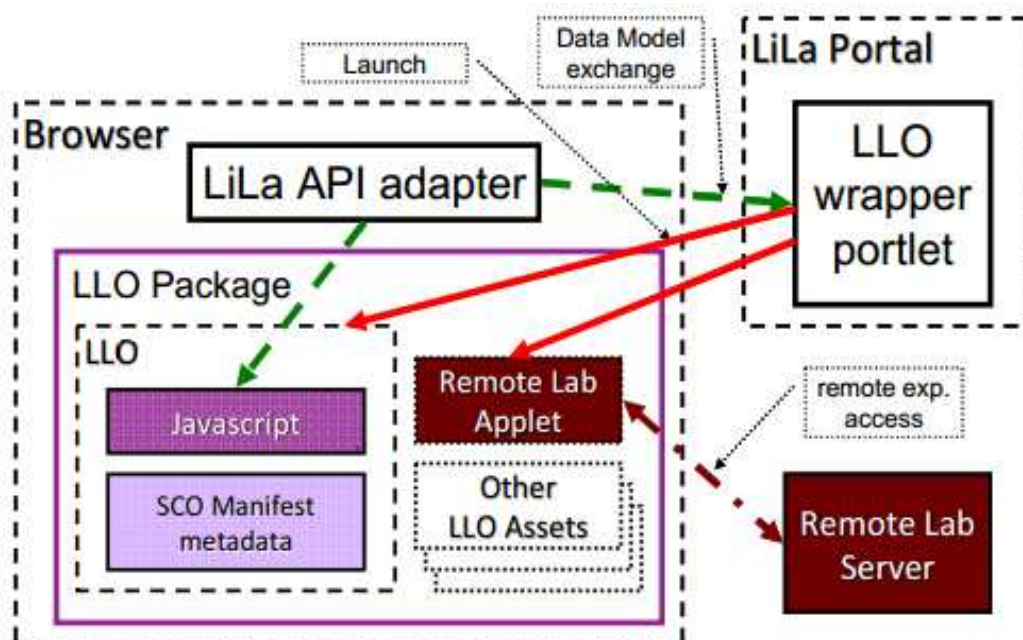 Launch
Data Model
exchange
LiLa Portal
Browser
LiLa API adapter
LLO
wrapper
portlet
LLO Package
LLO
Javascript
SCO Manifest
metadata
Remote Lab
Applet
Other
LLO Assets
remote exp.
access
Remote Lab
Server